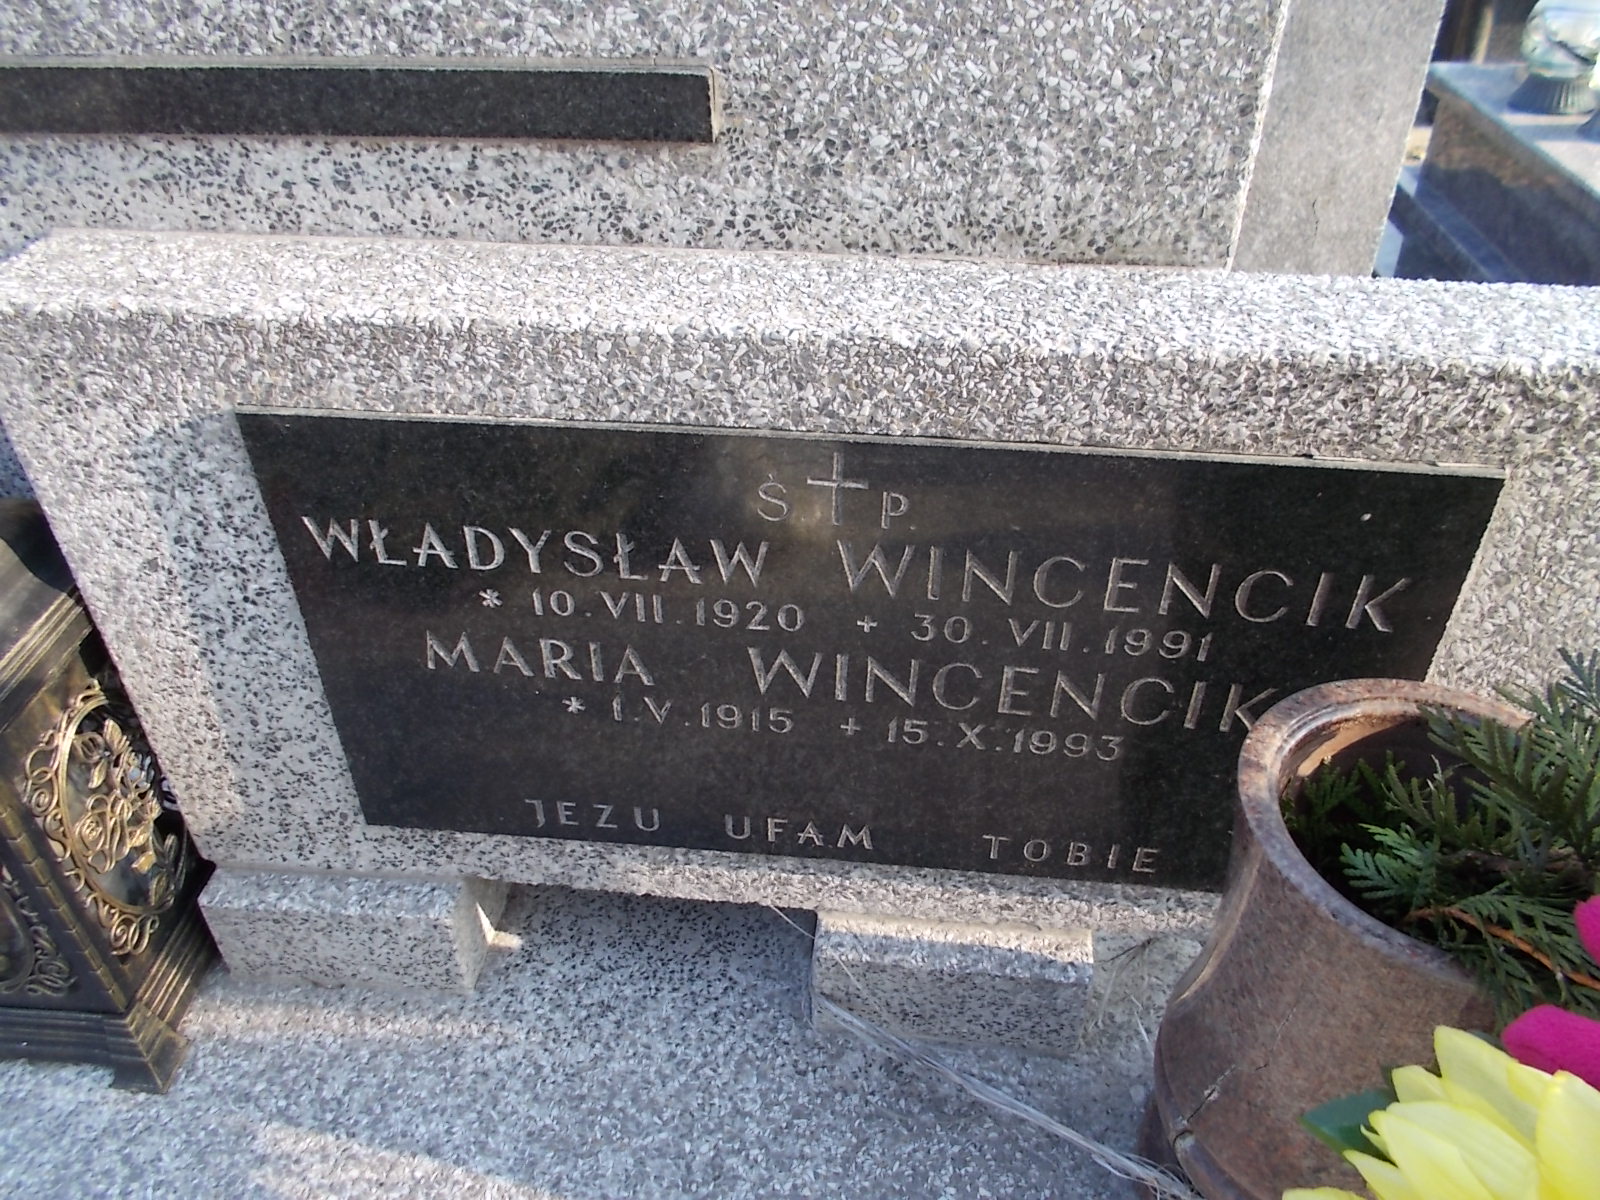 Ś + P.
WŁADYSŁAW WINCENCIK
* 10.VII.1920 + 30.VII.1991
MARIA WINCENCIK
* 1.V.1915 + 15.X.1993
JEZU UFAM TOBIE